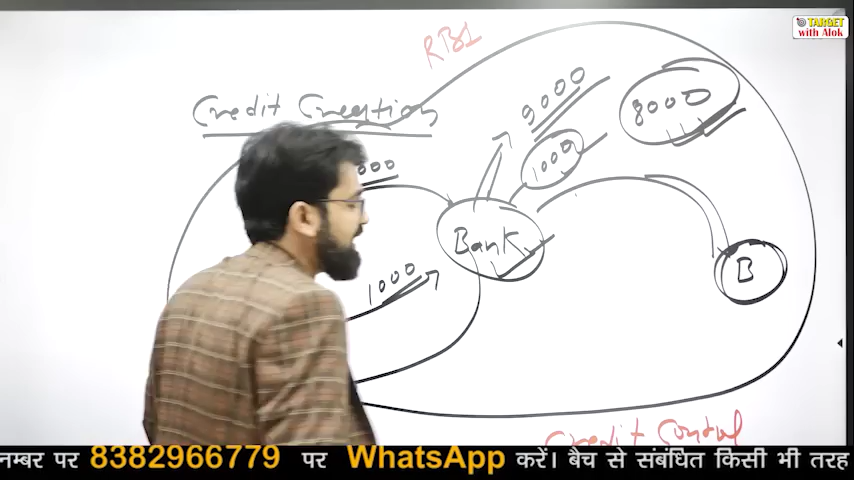 TARGET
with Alok
RBI
Credit Creation
9000
8000
1000
000
Bank
B
1000
Credit Control
नम्बर पर 8382966779 पर WhatsApp करें। बैच से संबंधित किसी भी तरह